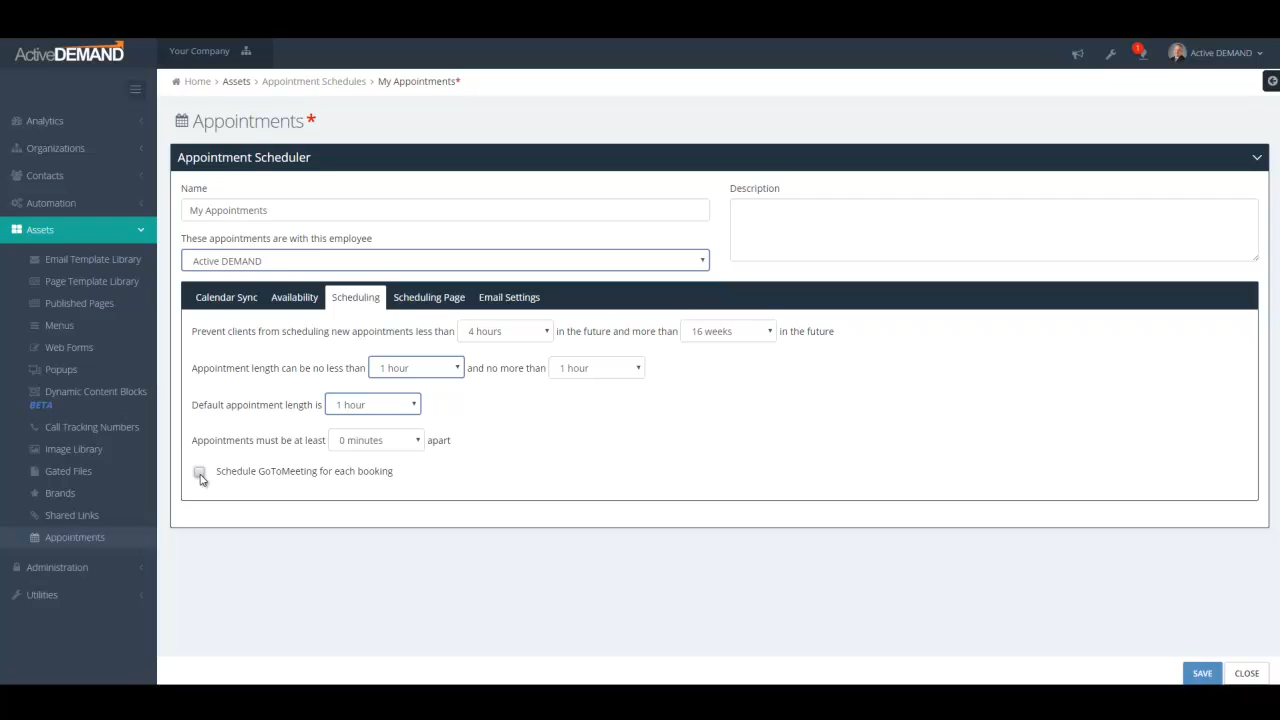 ActiveDEMAND
Your Company
1
Active DEMAND
Home > Assets > Appointment Schedules > My Appointments*
Analytics
Organizations
Contacts
Automation
Assets
Email Template Library
Page Template Library
Published Pages
Menus
Web Forms
Popups
Dynamic Content Blocks
BETA
Call Tracking Numbers
Image Library
Gated Files
Brands
Shared Links
Appointments
Administration
Utilities
Appointments *
Appointment Scheduler
Name
Description
My Appointments
These appointments are with this employee
Active DEMAND
Calendar Sync Availability Scheduling Scheduling Page Email Settings
Prevent clients from scheduling new appointments less than 4 hours in the future and more than 16 weeks in the future
Appointment length can be no less than 1 hour and no more than 1 hour
Default appointment length is 1 hour
Appointments must be at least 0 minutes apart
Schedule GoToMeeting for each booking
SAVE CLOSE